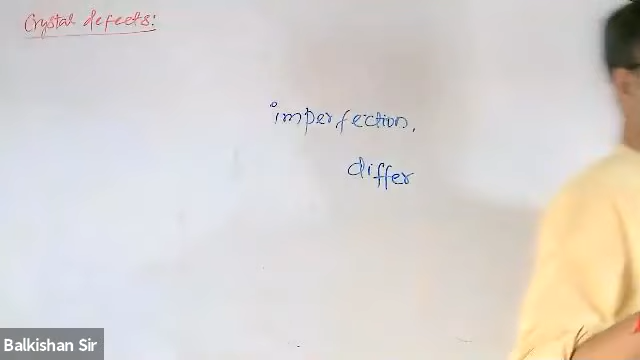 Crystal defects:
imperfection,
differ
Balkishan Sir